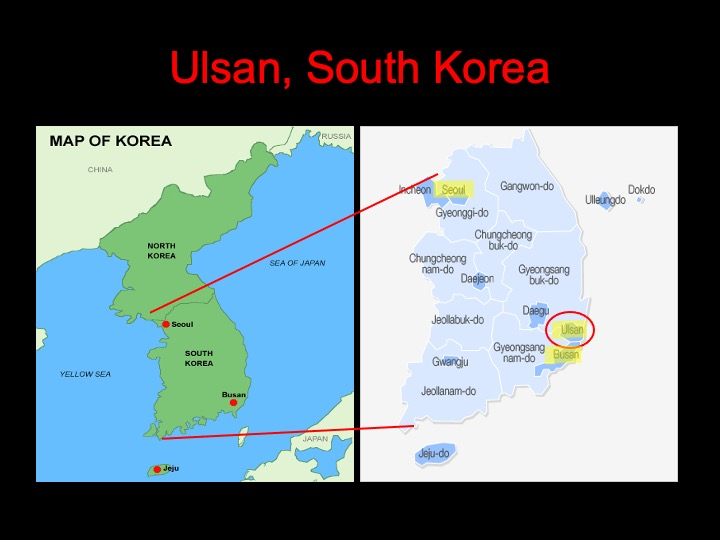 Ulsan, South Korea
MAP OF KOREA
RUSSIA
CHINA
NORTH
KOREA
SEA OF JAPAN
Seoul
SOUTH
KOREA
YELLOW SEA
Busan
JAPAN
Jeju
Incheon
Seoul
Gangwon-do
Dokdo
Ulleungdo
Gyeonggi-do
Chungcheong
buk-do
Chungcheong
nam-do
Daejeon
Gyeongsang
buk-do
Daegu
Jeollabuk-do
Ulsan
Gyeongsang
nam-do
Busan
Gwangju
Jeollanam-do
Jeju-do